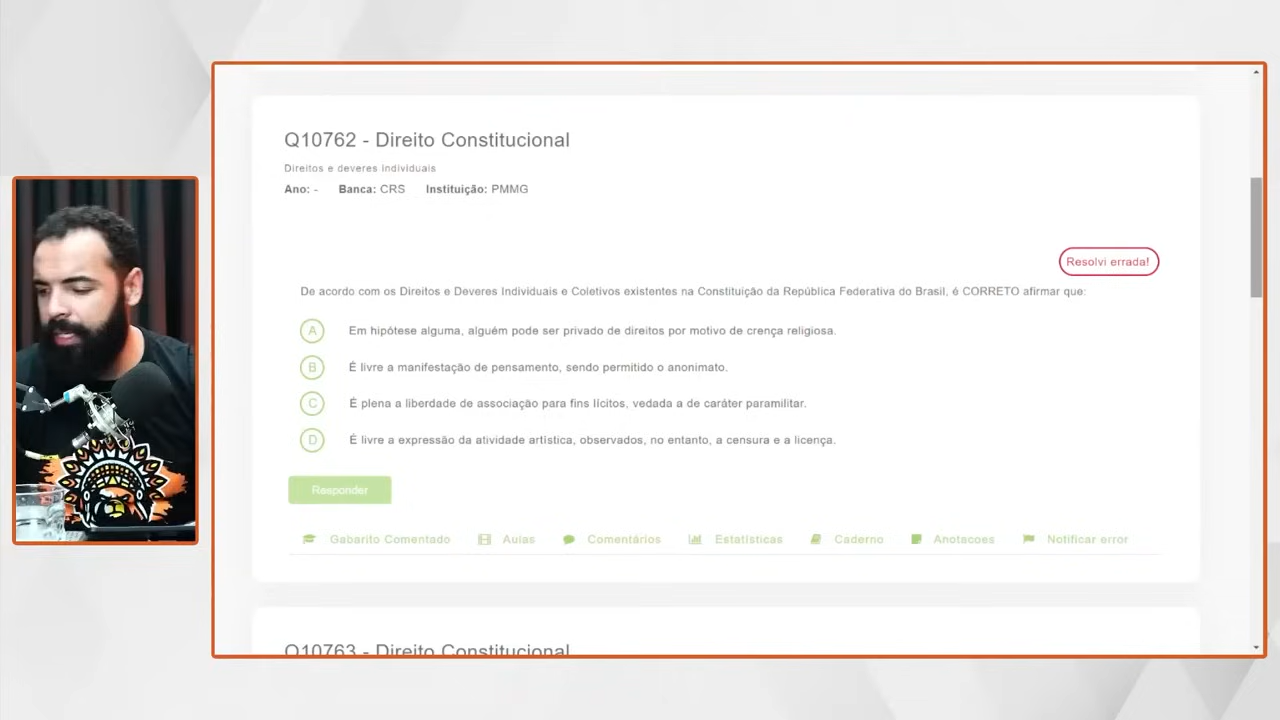 Q10762 - Direito Constitucional
Direitos e deveres individuais
Ano: - Banca: CRS Instituição: PMMG
Resolvi errada!
De acordo com os Direitos e Deveres Individuais e Coletivos existentes na Constituição da República Federativa do Brasil, é CORRETO afirmar que:
A Em hipótese alguma, alguém pode ser privado de direitos por motivo de crença religiosa.
B É livre a manifestação de pensamento, sendo permitido o anonimato.
C É plena a liberdade de associação para fins lícitos, vedada a de caráter paramilitar.
D É livre a expressão da atividade artística, observados, no entanto, a censura e a licença.
Responder
Gabarito Comentado Aulas Comentários Estatísticas Caderno Anotacoes Notificar error
Q10763 - Direito Constitucional